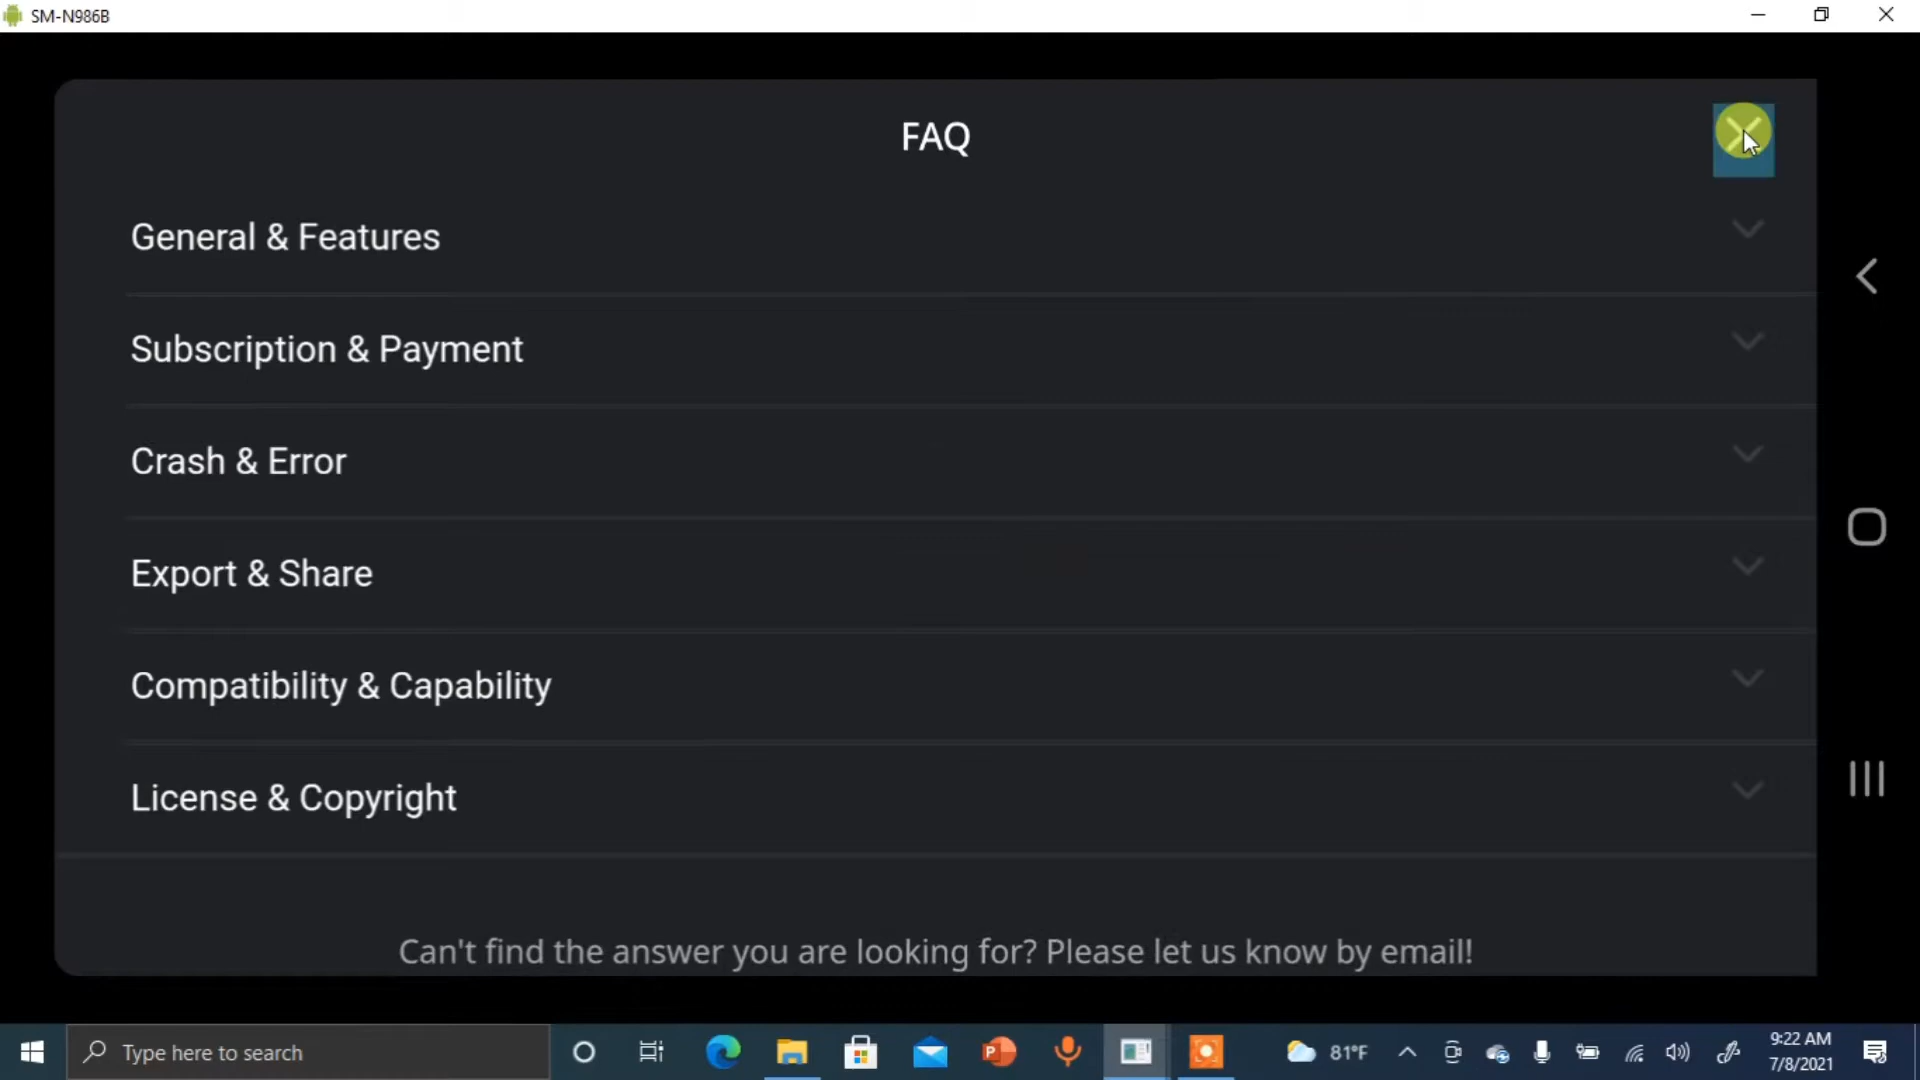 SM-N986B
FAQ
General & Features
Subscription & Payment
Crash & Error
Export & Share
Compatibility & Capability
License & Copyright
Can't find the answer you are looking for? Please let us know by email!
Type here to search
81°F
9:22 AM
7/8/2021